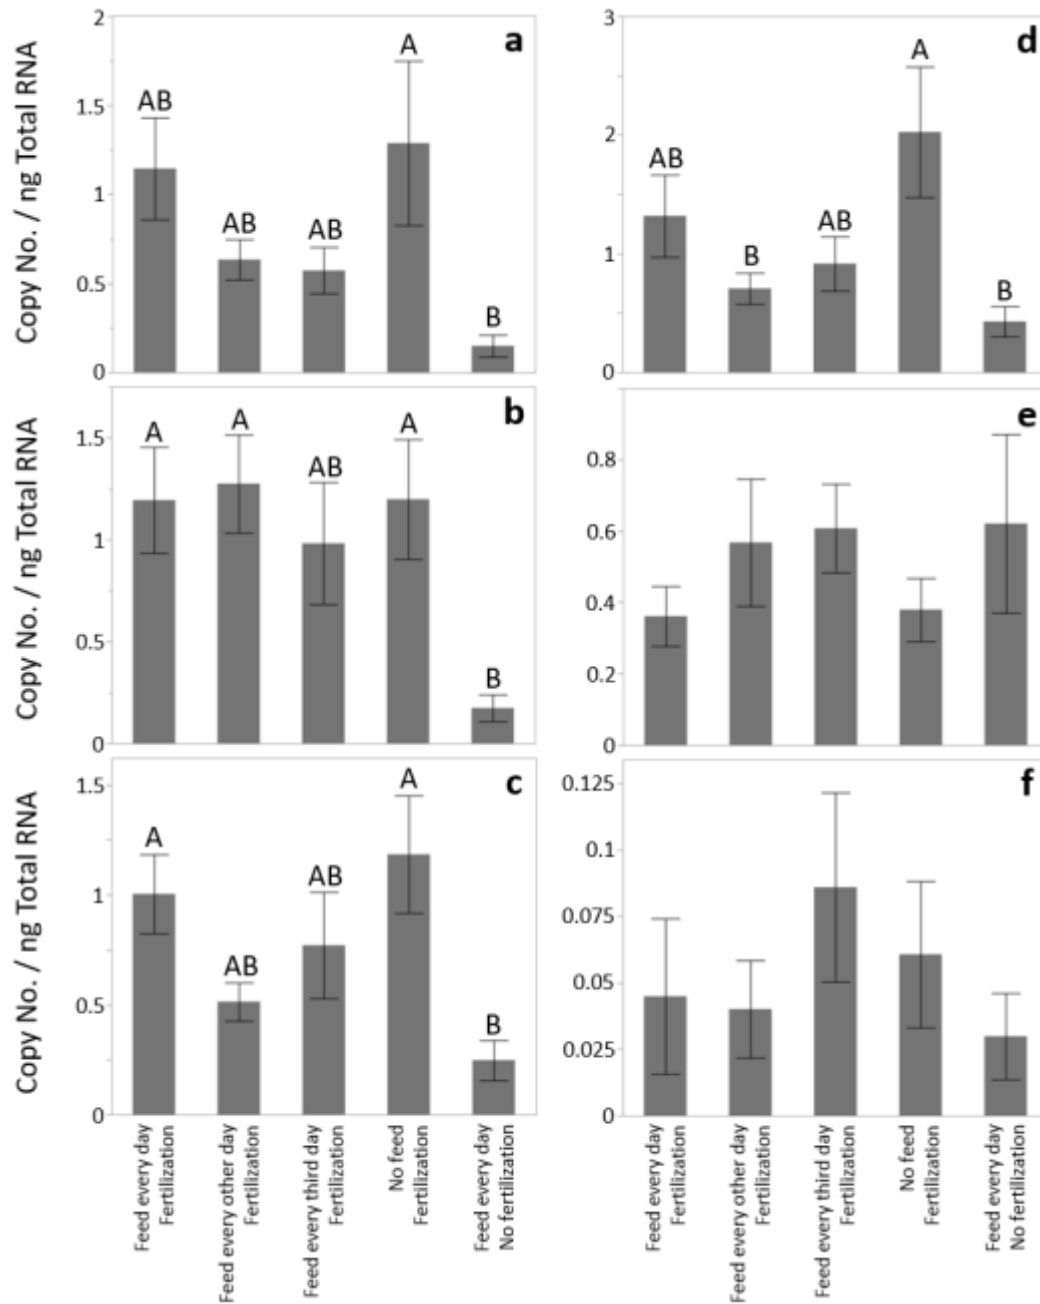 Copy No. / ng Total RNA
2
1.5
1
0.5
0
a
AB
AB
AB
A
B
3
2
1
0
d
AB
B
AB
A
B
Copy No. / ng Total RNA
1.5
1
0.5
0
b
A
A
AB
A
B
0.8
0.6
0.4
0.2
0
e
Copy No. / ng Total RNA
1.5
1
0.5
0
c
A
AB
AB
A
B
0.125
0.1
0.075
0.05
0.025
0
f
Feed every day
Fertilization
Feed every other day
Fertilization
Feed every third day
Fertilization
No feed
Fertilization
Feed every day
No fertilization
Feed every day
Fertilization
Feed every other day
Fertilization
Feed every third day
Fertilization
No feed
Fertilization
Feed every day
No fertilization